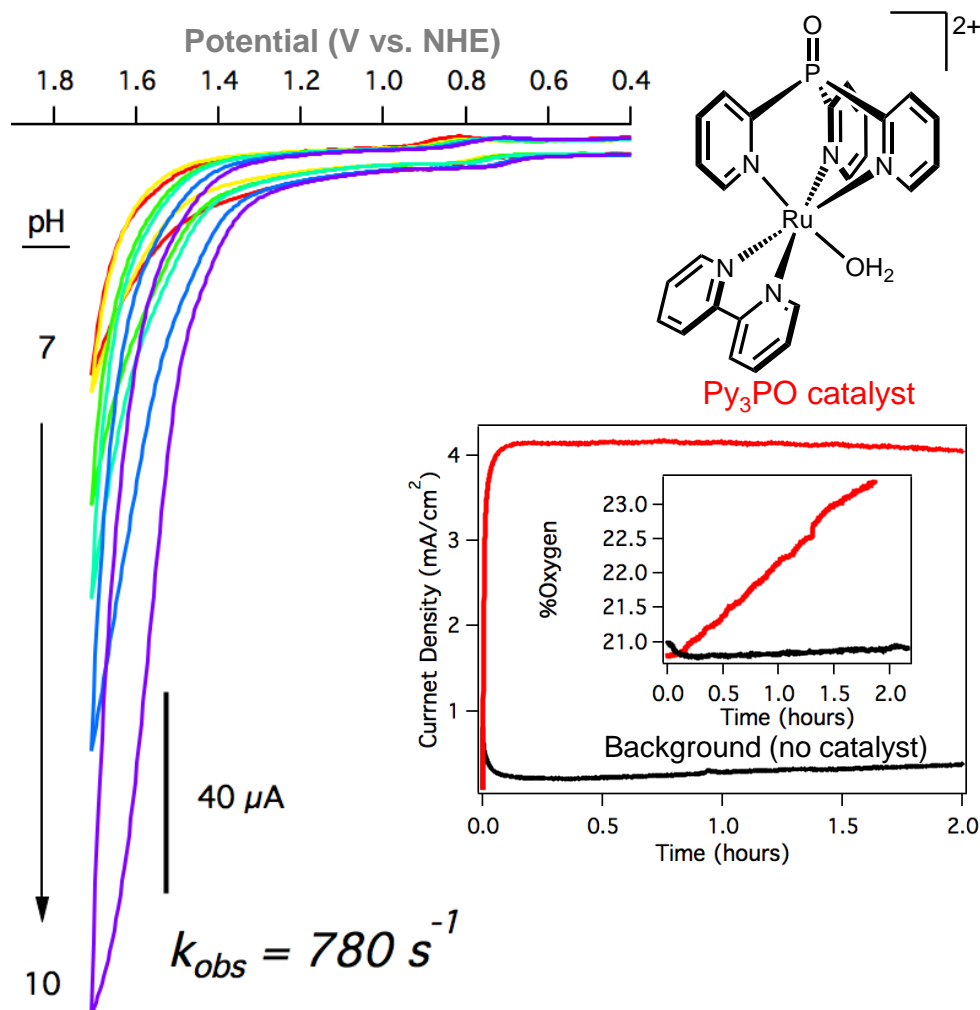 Potential (V vs. NHE)
1.8 1.6 1.4 1.2 1.0 0.8 0.6 0.4
pH
7
10
40 µA
k_obs = 780 s^-1
O
P
2+
N
N
N
Ru
OH2
N
N
Py3PO catalyst
Currnet Density (mA/cm^2)
4
3
2
1
0.0 0.5 1.0 1.5 2.0
Time (hours)
%Oxygen
23.0
22.5
22.0
21.5
21.0
0.0 0.5 1.0 1.5 2.0
Time (hours)
Background (no catalyst)